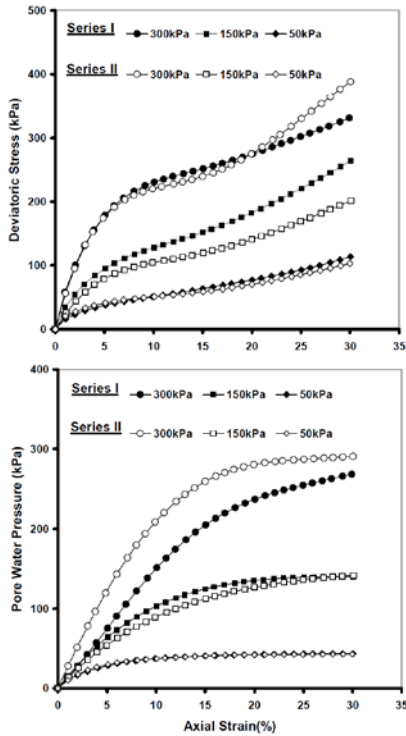 Series I 300kPa 150kPa 50kPa
Series II 300kPa 150kPa 50kPa
Deviatoric Stress (kPa)
500
400
300
200
100
0
0 5 10 15 20 25 30 35
Series I 300kPa 150kPa 50kPa
Series II 300kPa 150kPa 50kPa
Pore Water Pressure (kPa)
400
300
200
100
0
0 5 10 15 20 25 30 35
Axial Strain(%)